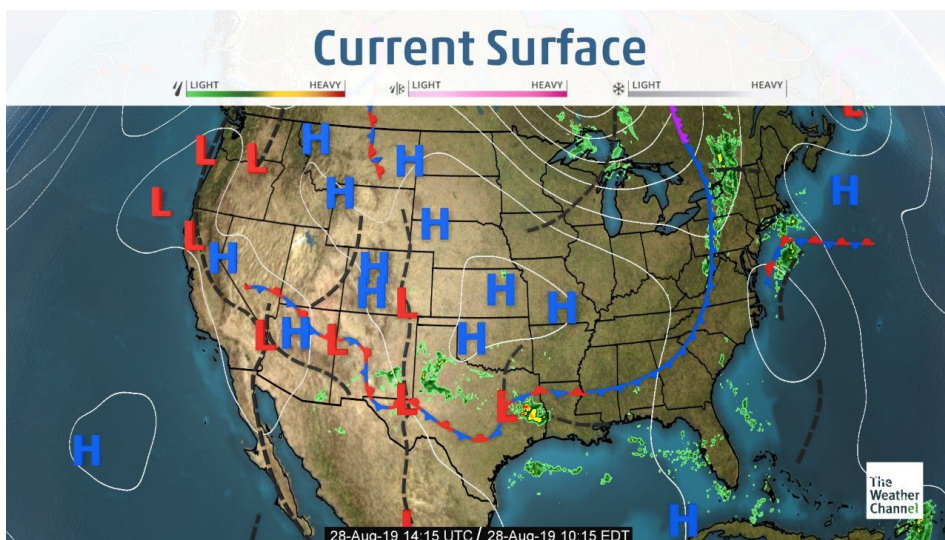 Current Surface
LIGHT HEAVY LIGHT HEAVY LIGHT HEAVY
L
L L
H
H
H
L
H
L
H
H
H
H
L
H
H
L
H
L
H
L
L
H
H
L
H
The
Weather
Channel
28-Aug-19 14:15 UTC / 28-Aug-19 10:15 EDT